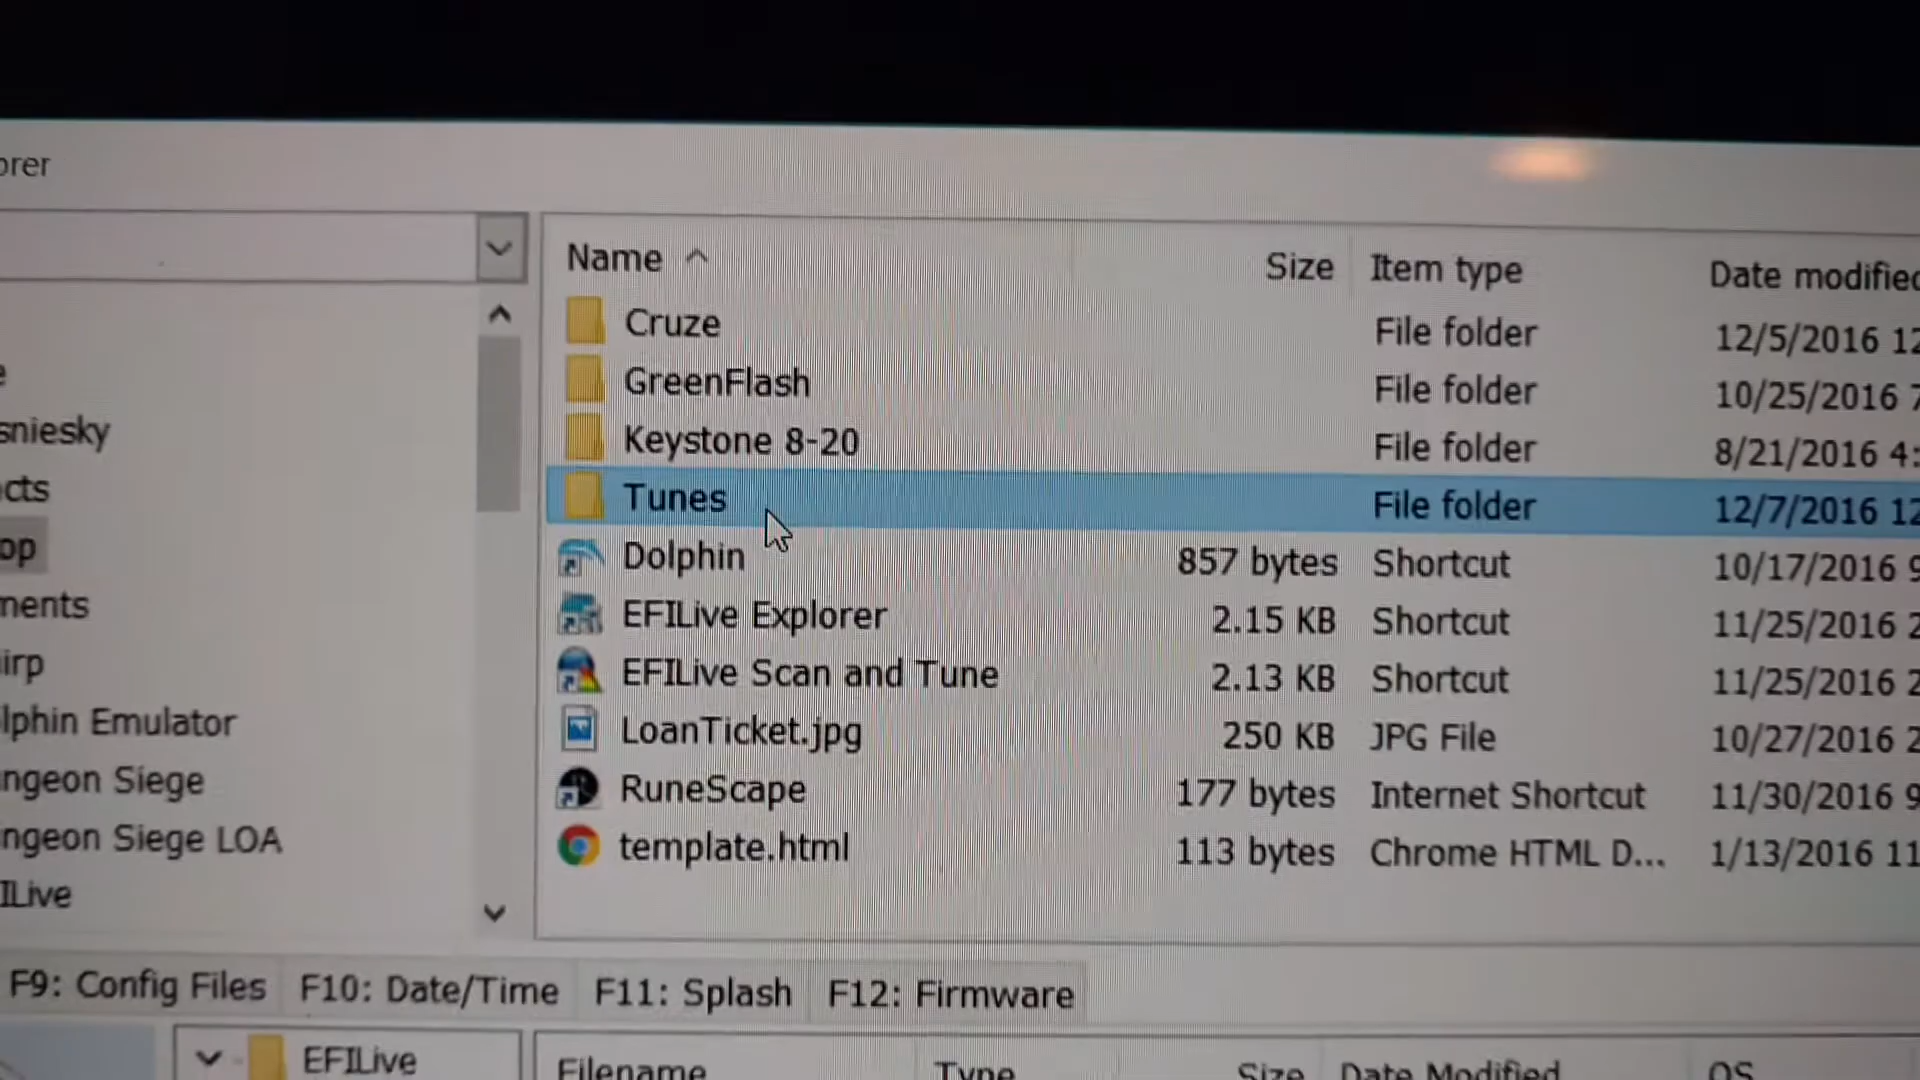 orer
Name Size Item type Date modified
Cruze File folder 12/5/2016 12
GreenFlash File folder 10/25/2016 7
Keystone 8-20 File folder 8/21/2016 4:
Tunes File folder 12/7/2016 12
Dolphin 857 bytes Shortcut 10/17/2016 9
EFILive Explorer 2.15 KB Shortcut 11/25/2016 2
EFILive Scan and Tune 2.13 KB Shortcut 11/25/2016 2
LoanTicket.jpg 250 KB JPG File 10/27/2016 2
RuneScape 177 bytes Internet Shortcut 11/30/2016 9
template.html 113 bytes Chrome HTML D... 1/13/2016 11
e
sniesky
cts
op
ments
irp
lphin Emulator
ngeon Siege
ngeon Siege LOA
ILive
F9: Config Files F10: Date/Time F11: Splash F12: Firmware
EFILive
Filename Type Size Date Modified OS